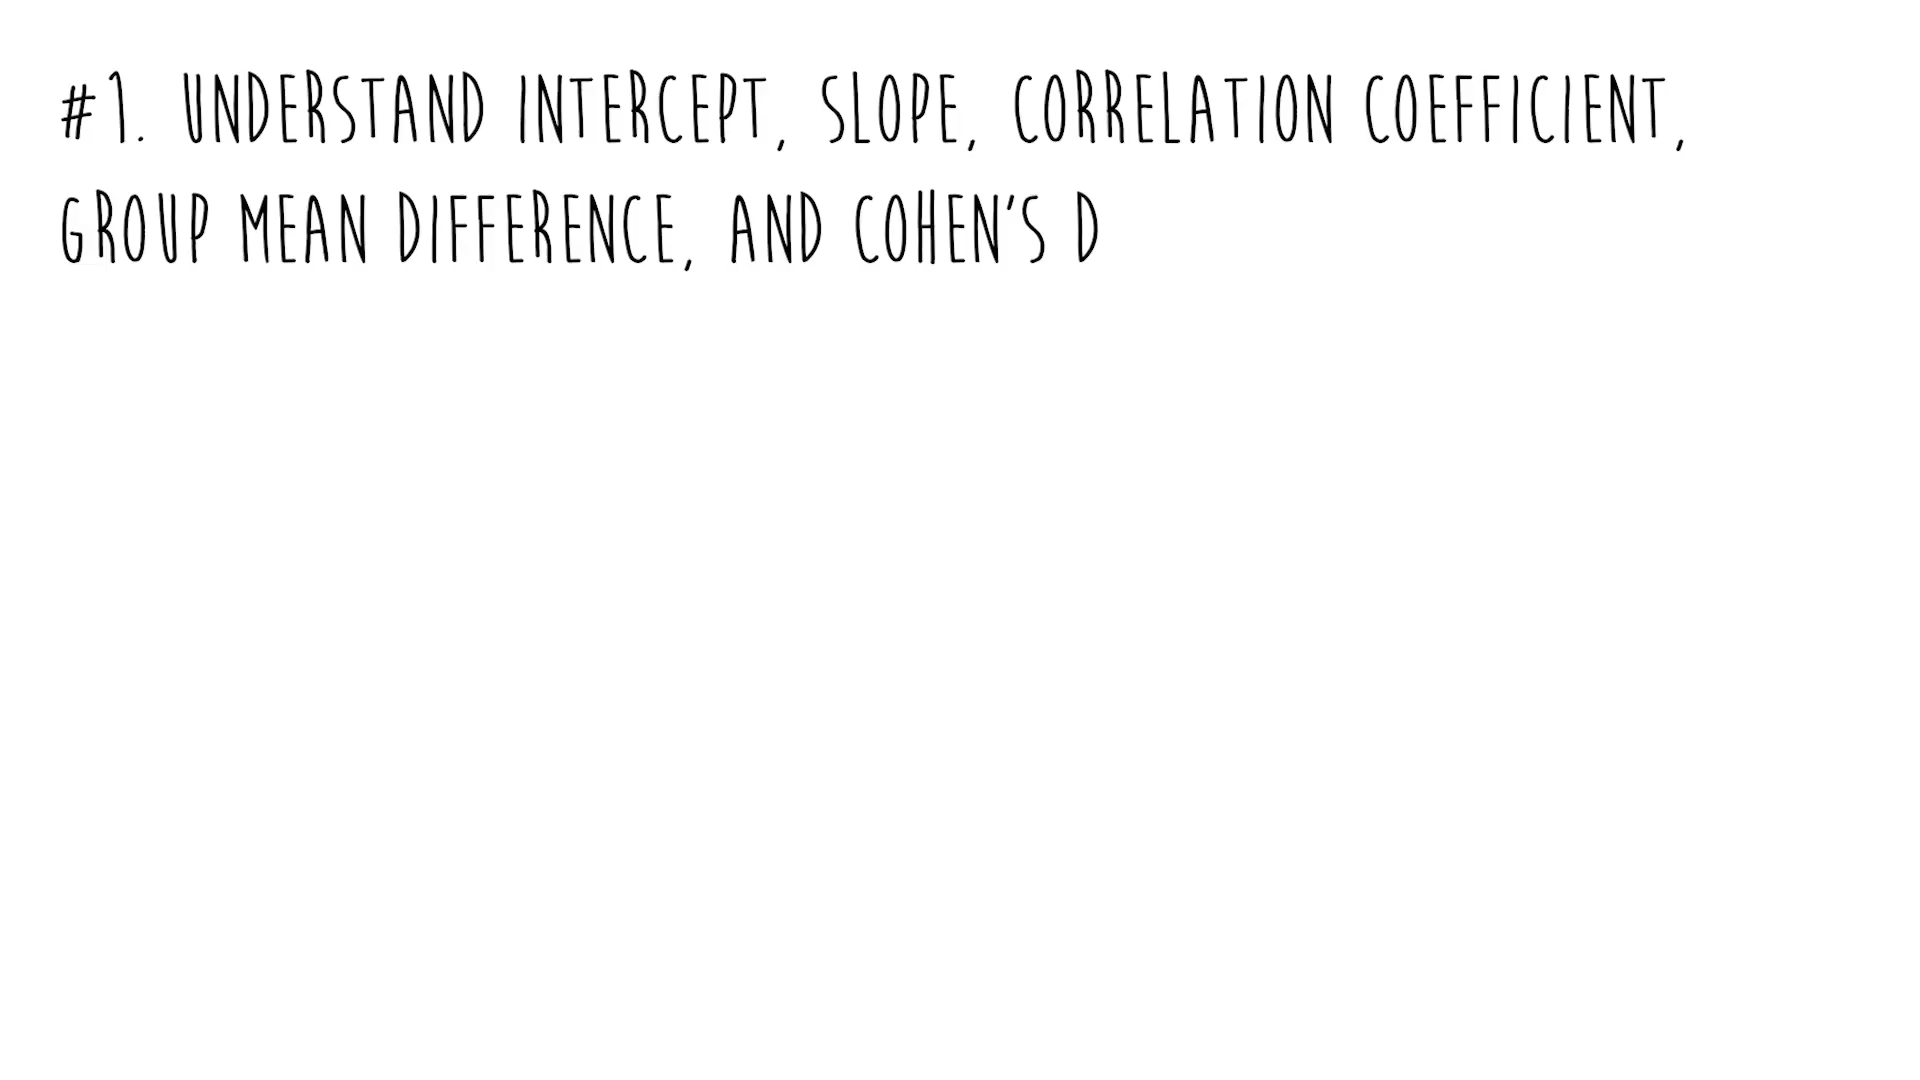 #1. UNDERSTAND INTERCEPT, SLOPE, CORRELATION COEFFICIENT,
GROUP MEAN DIFFERENCE, AND COHEN'S D